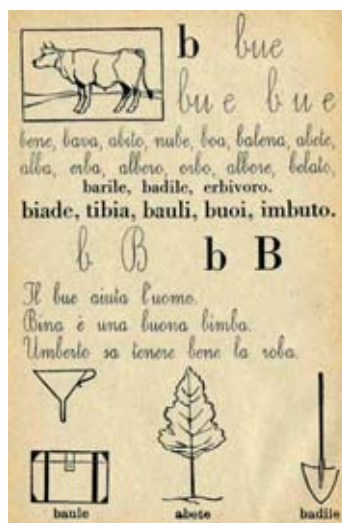 b bue
bu e b u e
bene, bava, abito, nube, boa, balena, abete,
alba, erba, albero, orbo, albore, belato,
barile, badile, erbivoro.
biade, tibia, bauli, buoi, imbuto.
b B b B
Il bue aiuta l'uomo.
Bina è una buona bimba.
Umberto sa tenere bene la roba.
baule abete badile